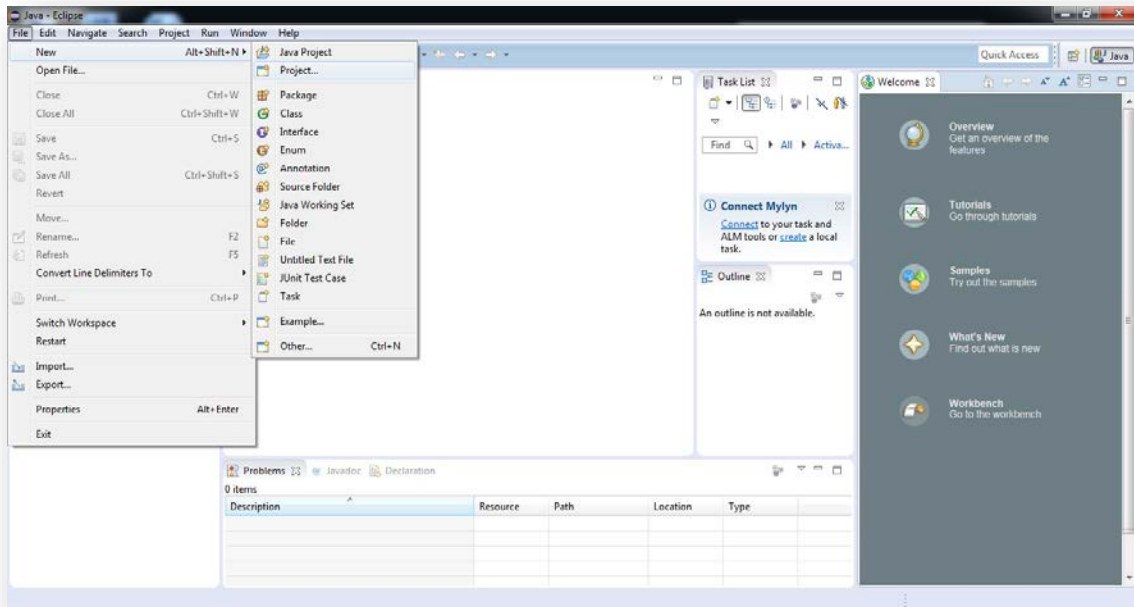 Java - Eclipse
File Edit Navigate Search Project Run Window Help
New Alt+Shift+N
Open File...
Close Ctrl+W
Close All Ctrl+Shift+W
Save Ctrl+S
Save As...
Save All Ctrl+Shift+S
Revert
Move...
Rename... F2
Refresh F5
Convert Line Delimiters To
Print... Ctrl+P
Switch Workspace
Restart
Import...
Export...
Properties Alt+Enter
Exit
Java Project
Project...
Package
Class
Interface
Enum
Annotation
Source Folder
Java Working Set
Folder
File
Untitled Text File
JUnit Test Case
Task
Example...
Other... Ctrl+N
Quick Access
Java
Task List
Find All Activa...
Connect Mylyn
Connect to your task and
ALM tools or create a local
task.
Outline
An outline is not available.
Welcome
Overview
Get an overview of the
features
Tutorials
Go through tutorials
Samples
Try out the samples
What's New
Find out what is new
Workbench
Go to the workbench
Problems Javadoc Declaration
0 items
Description Resource Path Location Type